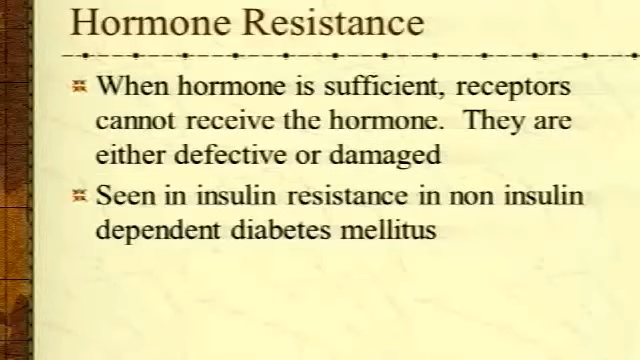 Hormone Resistance
When hormone is sufficient, receptors
cannot receive the hormone. They are
either defective or damaged
Seen in insulin resistance in non insulin
dependent diabetes mellitus